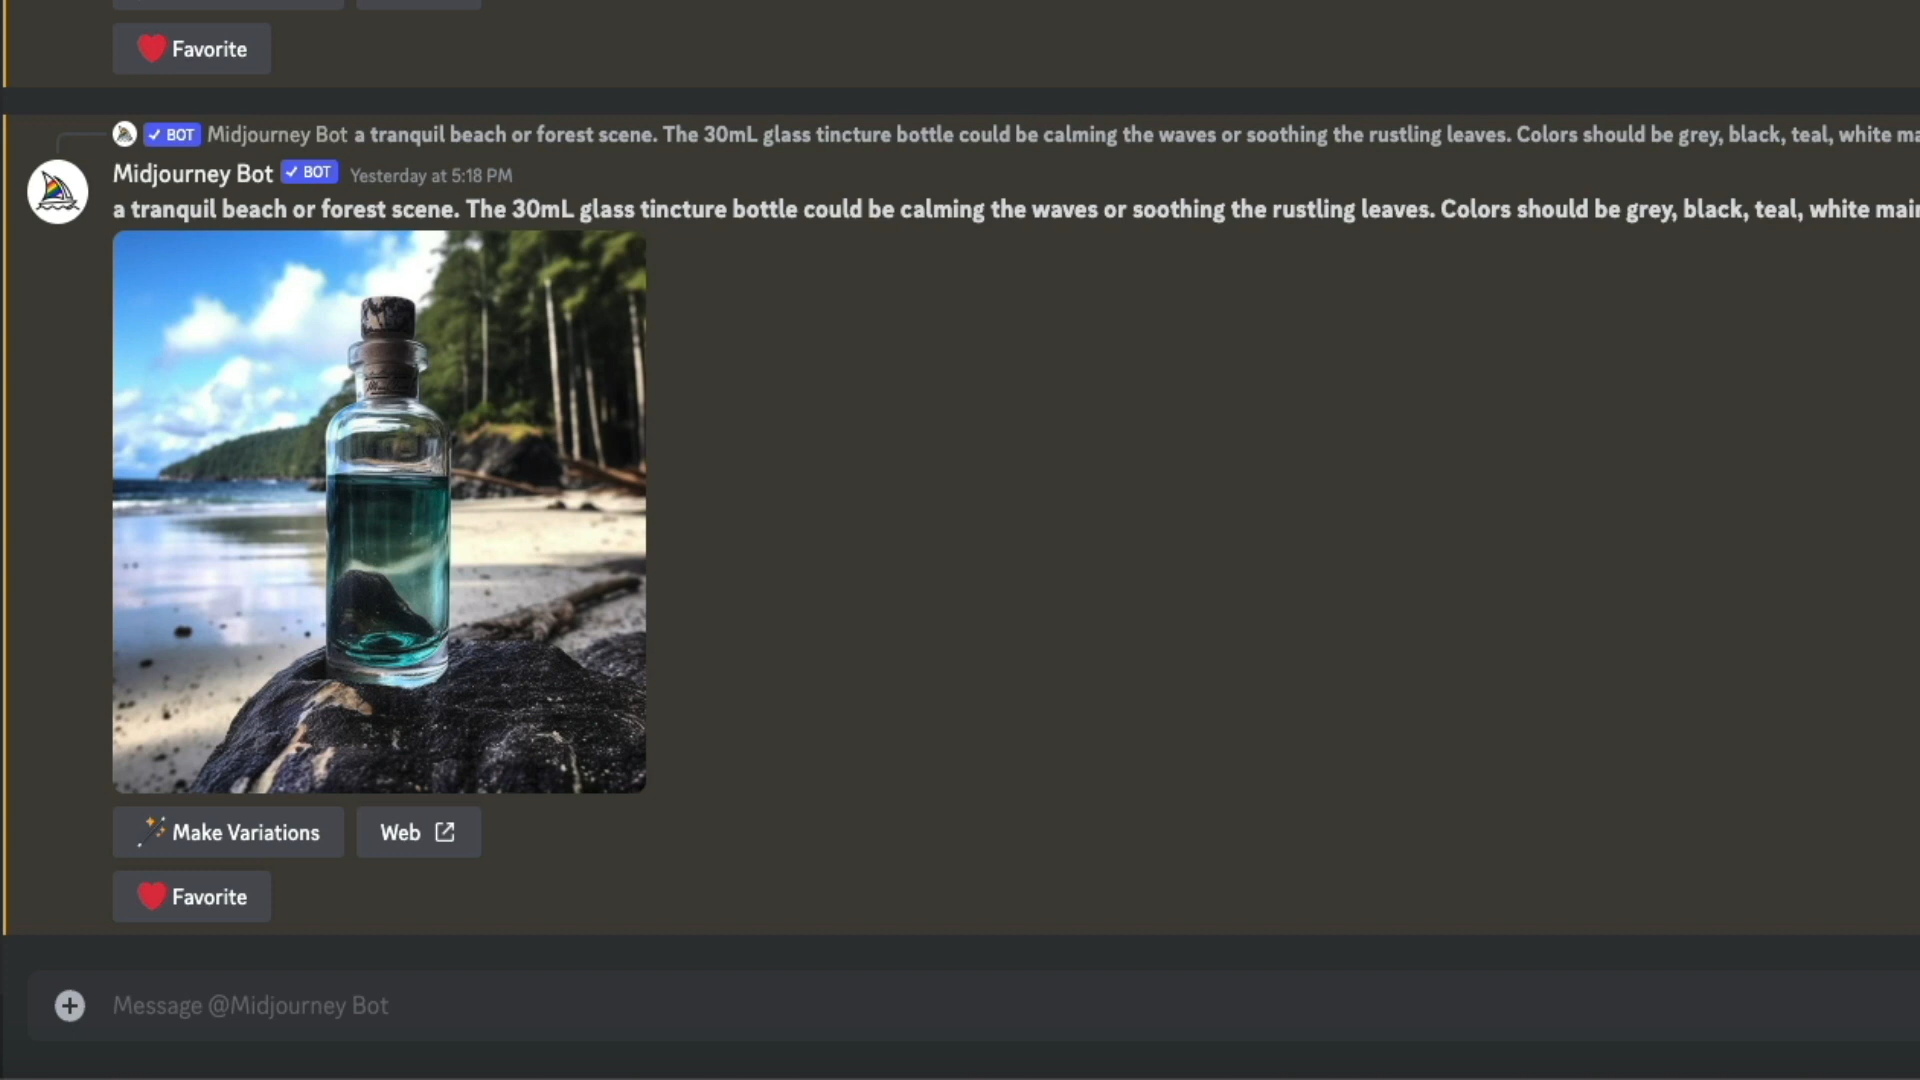 Favorite
BOT Midjourney Bot a tranquil beach or forest scene. The 30mL glass tincture bottle could be calming the waves or soothing the rustling leaves. Colors should be grey, black, teal, white
Midjourney Bot BOT Yesterday at 5:18 PM
a tranquil beach or forest scene. The 30mL glass tincture bottle could be calming the waves or soothing the rustling leaves. Colors should be grey, black, teal, white
Make Variations Web
Favorite
Message @Midjourney Bot